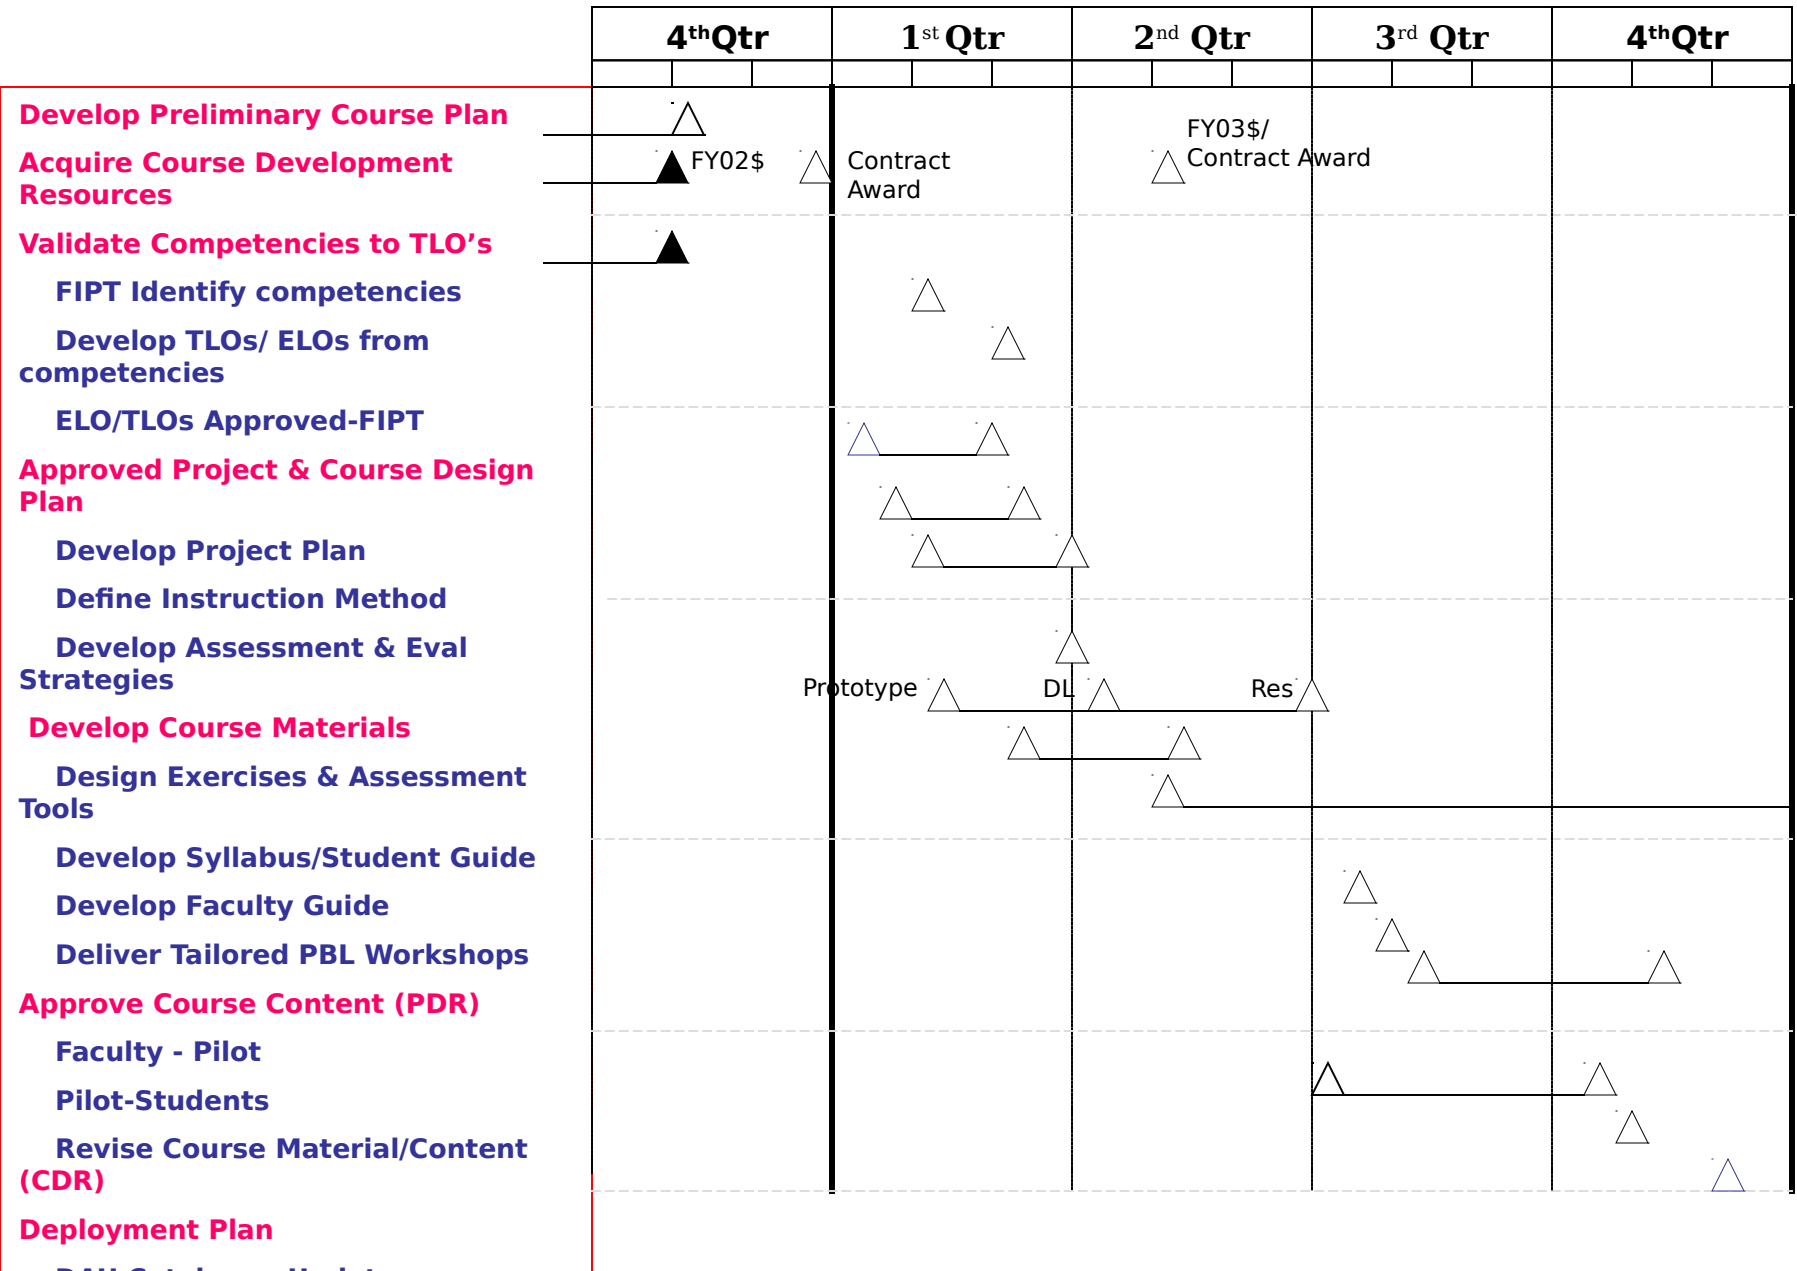 4thQtr 1st Qtr 2nd Qtr 3rd Qtr 4thQtr
Develop Preliminary Course Plan
FY03$/
Contract Award
Acquire Course Development
Resources
FY02$
Contract
Award
Validate Competencies to TLO’s
FIPT Identify competencies
Develop TLOs/ ELOs from
competencies
ELO/TLOs Approved-FIPT
Approved Project & Course Design
Plan
Develop Project Plan
Define Instruction Method
Develop Assessment & Eval
Strategies
Prototype DL Res
Develop Course Materials
Design Exercises & Assessment
Tools
Develop Syllabus/Student Guide
Develop Faculty Guide
Deliver Tailored PBL Workshops
Approve Course Content (PDR)
Faculty - Pilot
Pilot-Students
Revise Course Material/Content
(CDR)
Deployment Plan